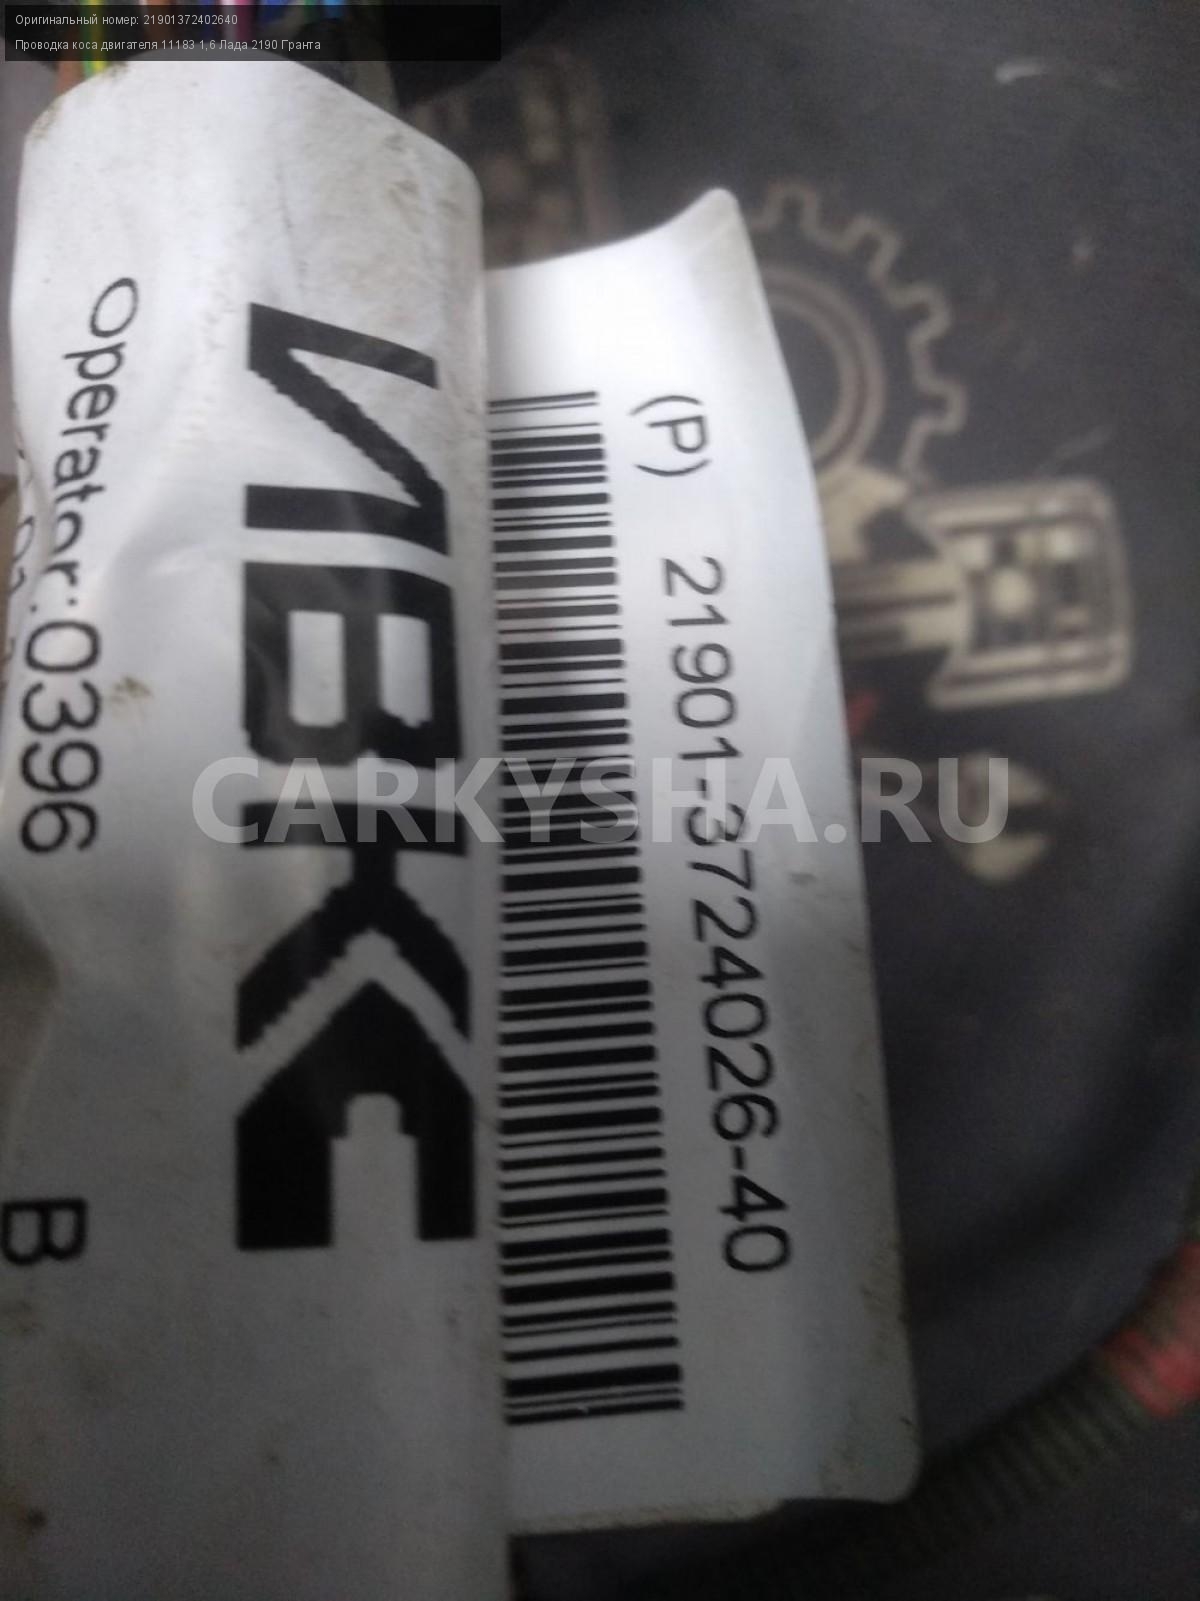 Оригинальный номер: 21901372402640
Проводка коса двигателя 11183 1,6 Лада 2190 Гранта
(P) 21901-3724026-40
ИВКС
Operator:0396
B
CARKYSHA.RU